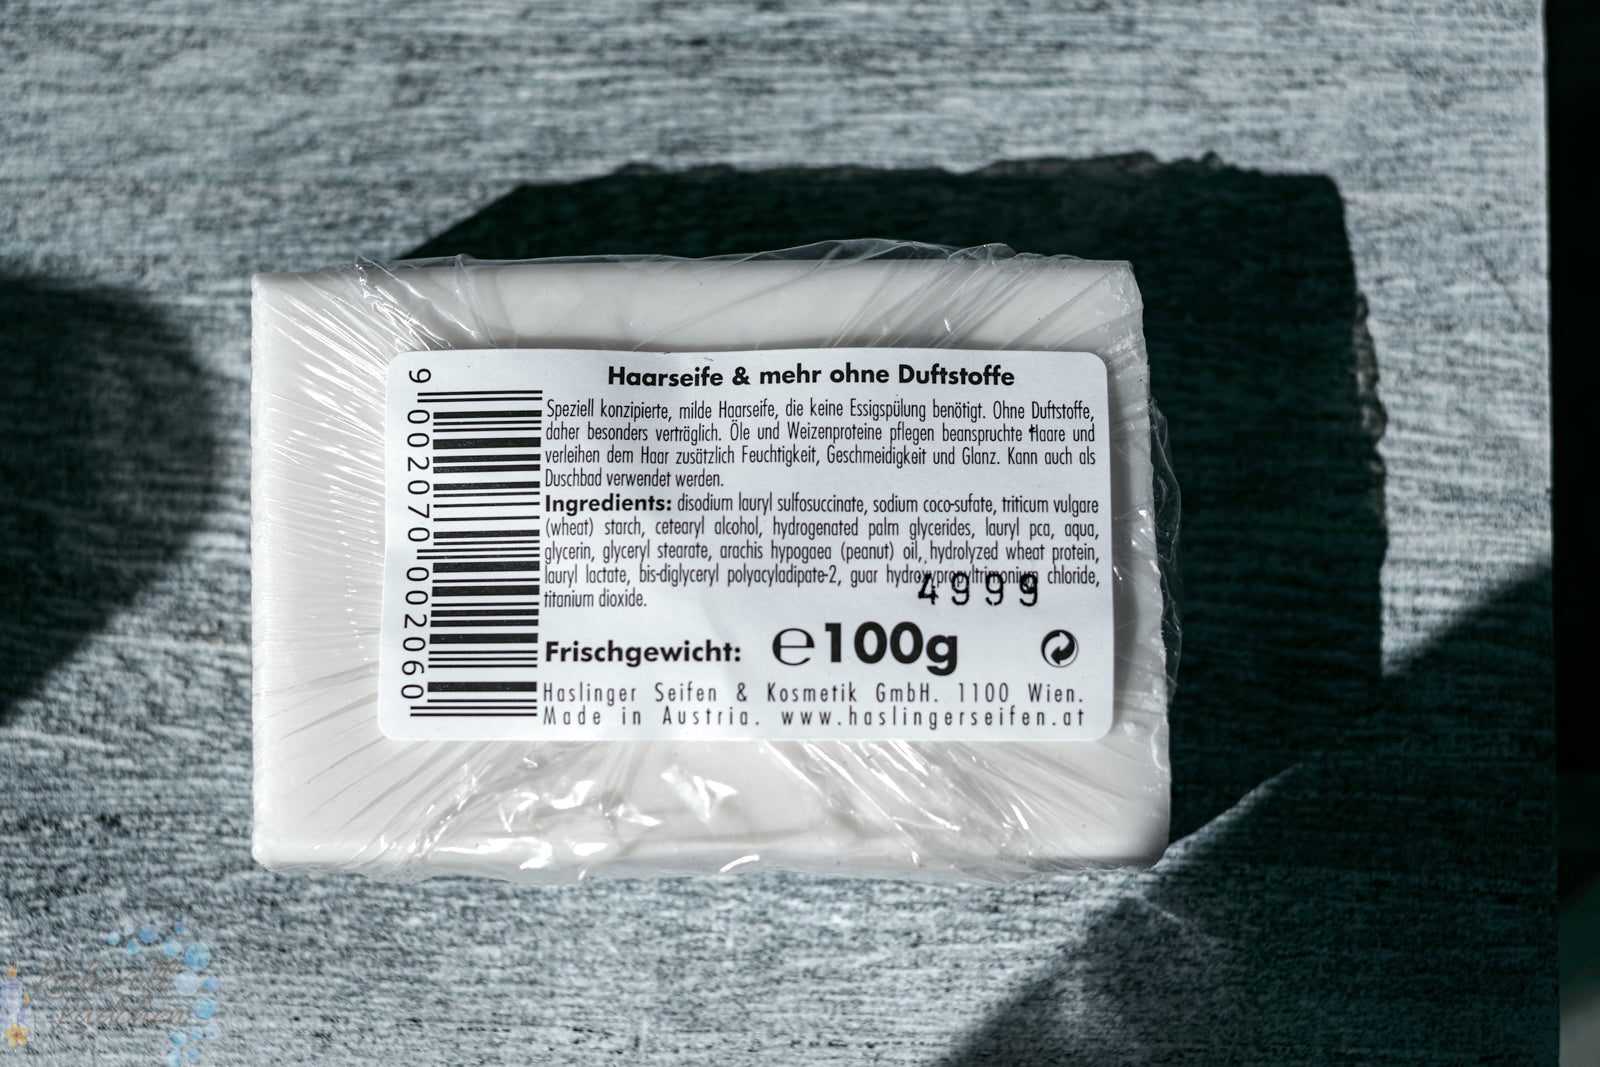 Haarseife & mehr ohne Duftstoffe
Speziell konzipierte, milde Haarseife, die keine Essigspülung benötigt. Ohne Duftstoffe,
daher besonders verträglich. Öle und Weizenproteine pflegen beanspruchte Haare und
verleihen dem Haar zusätzlich Feuchtigkeit, Geschmeidigkeit und Glanz. Kann auch als
Duschbad verwendet werden.
Ingredients: disodium lauryl sulfosuccinate, sodium coco-sufate, triticum vulgare
(wheat) starch, cetearyl alcohol, hydrogenated palm glycerides, lauryl pca, aqua,
glycerin, glyceryl stearate, arachis hypogaea (peanut) oil, hydrolyzed wheat protein,
lauryl lactate, bis-diglyceryl polyacyladipate-2, guar hydroxypropyltrimonium chloride,
titanium dioxide.
4999
Frischgewicht: ℮100g
Haslinger Seifen & Kosmetik GmbH. 1100 Wien.
Made in Austria. www.haslingerseifen.at
9 002070 002060